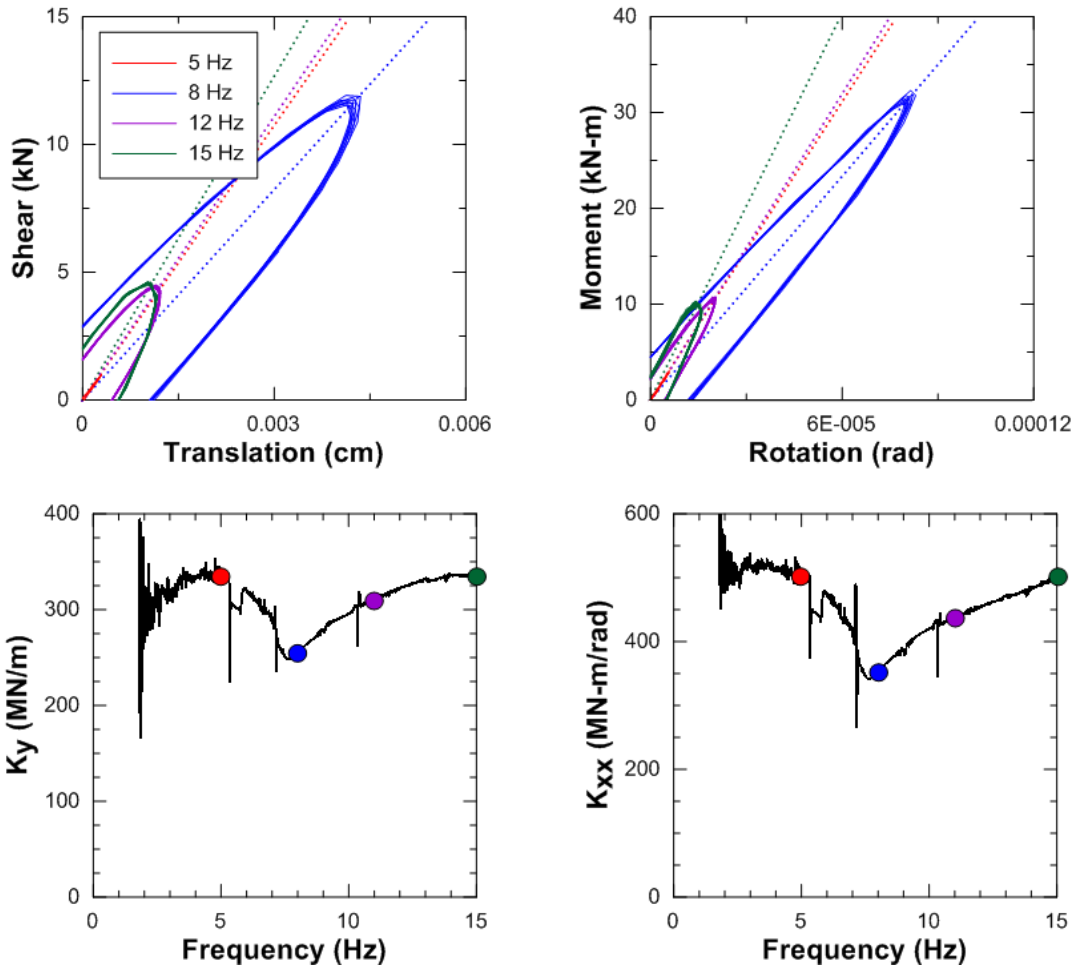 15
10
5
0
Shear (kN)
5 Hz
8 Hz
12 Hz
15 Hz
0
0.003
0.006
Translation (cm)
40
30
20
10
0
Moment (kN-m)
0
6E-005
0.00012
Rotation (rad)
400
300
200
100
0
Ky (MN/m)
0
5
10
15
Frequency (Hz)
600
400
200
0
Kxx (MN-m/rad)
0
5
10
15
Frequency (Hz)